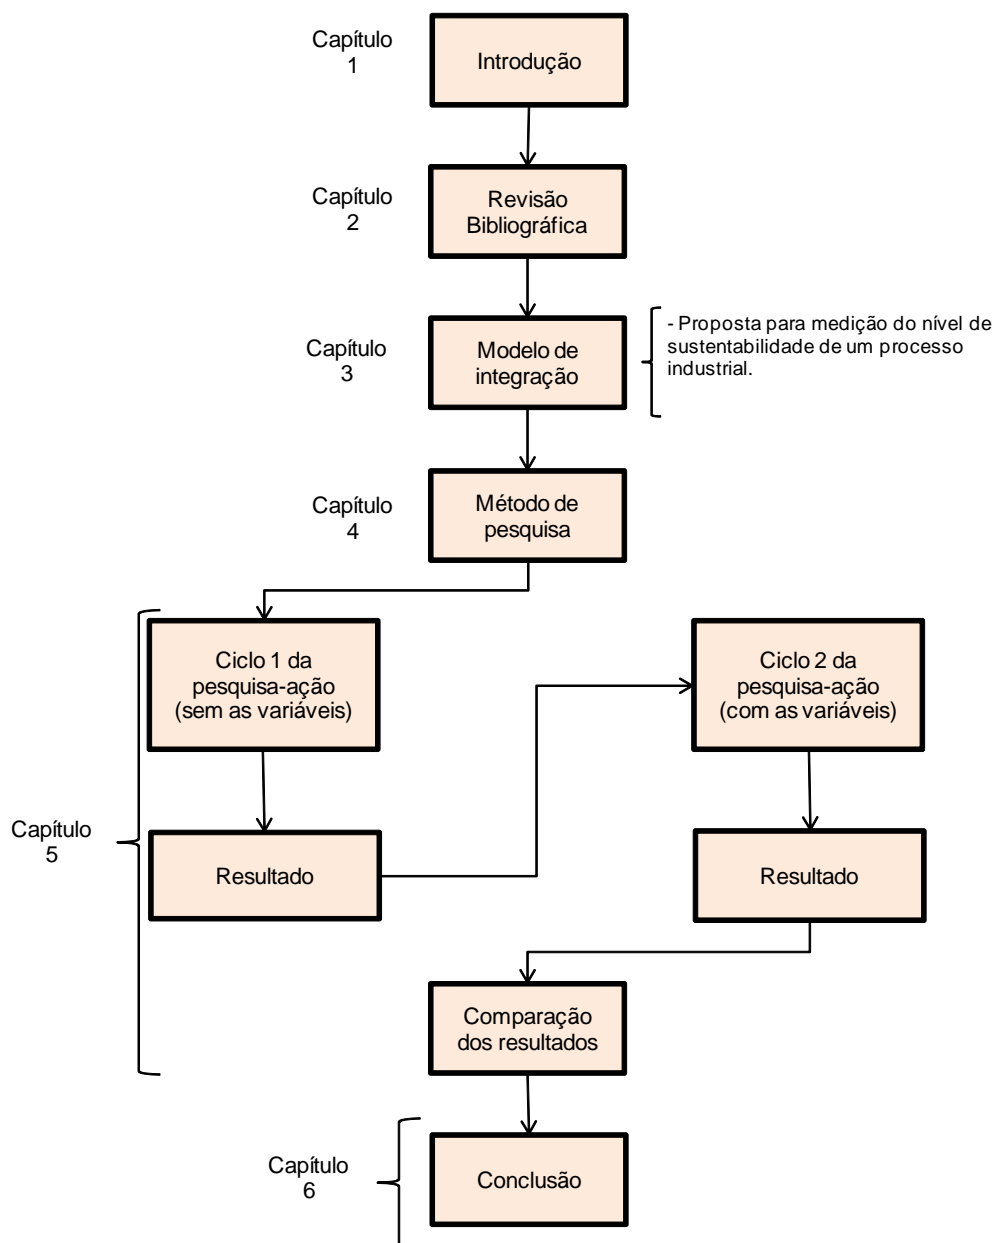 Capítulo
1
Introdução
Capítulo
2
Revisão
Bibliográfica
Capítulo
3
Modelo de
integração
- Proposta para medição do nível de
sustentabilidade de um processo
industrial.
Capítulo
4
Método de
pesquisa
Ciclo 1 da
pesquisa-ação
(sem as variáveis)
Ciclo 2 da
pesquisa-ação
(com as variáveis)
Capítulo
5
Resultado
Resultado
Comparação
dos resultados
Capítulo
6
Conclusão